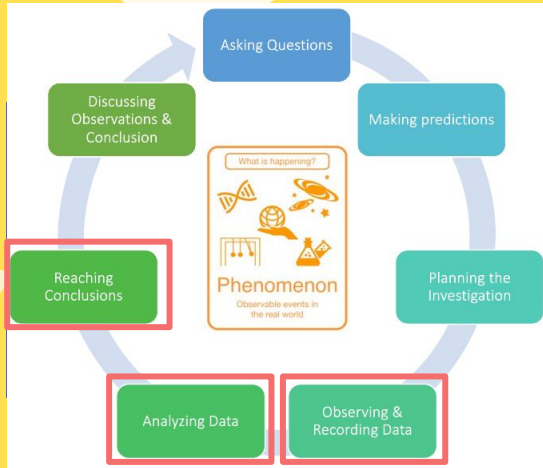 Asking Questions
Making predictions
Planning the
Investigation
Observing &
Recording Data
Analyzing Data
Reaching
Conclusions
Discussing
Observations &
Conclusion
What is happening?
Phenomenon
Observable events in
the real world